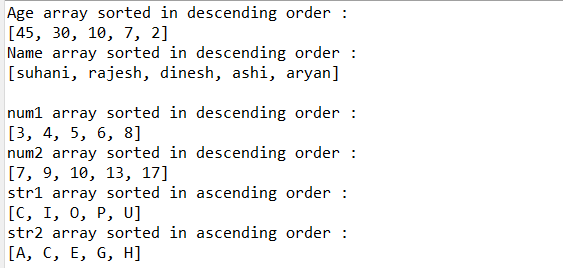 Age array sorted in descending order :
[45, 30, 10, 7, 2]
Name array sorted in descending order :
[suhani, rajesh, dinesh, ashi, aryan]
num1 array sorted in descending order :
[3, 4, 5, 6, 8]
num2 array sorted in descending order :
[7, 9, 10, 13, 17]
str1 array sorted in ascending order :
[C, I, O, P, U]
str2 array sorted in ascending order :
[A, C, E, G, H]